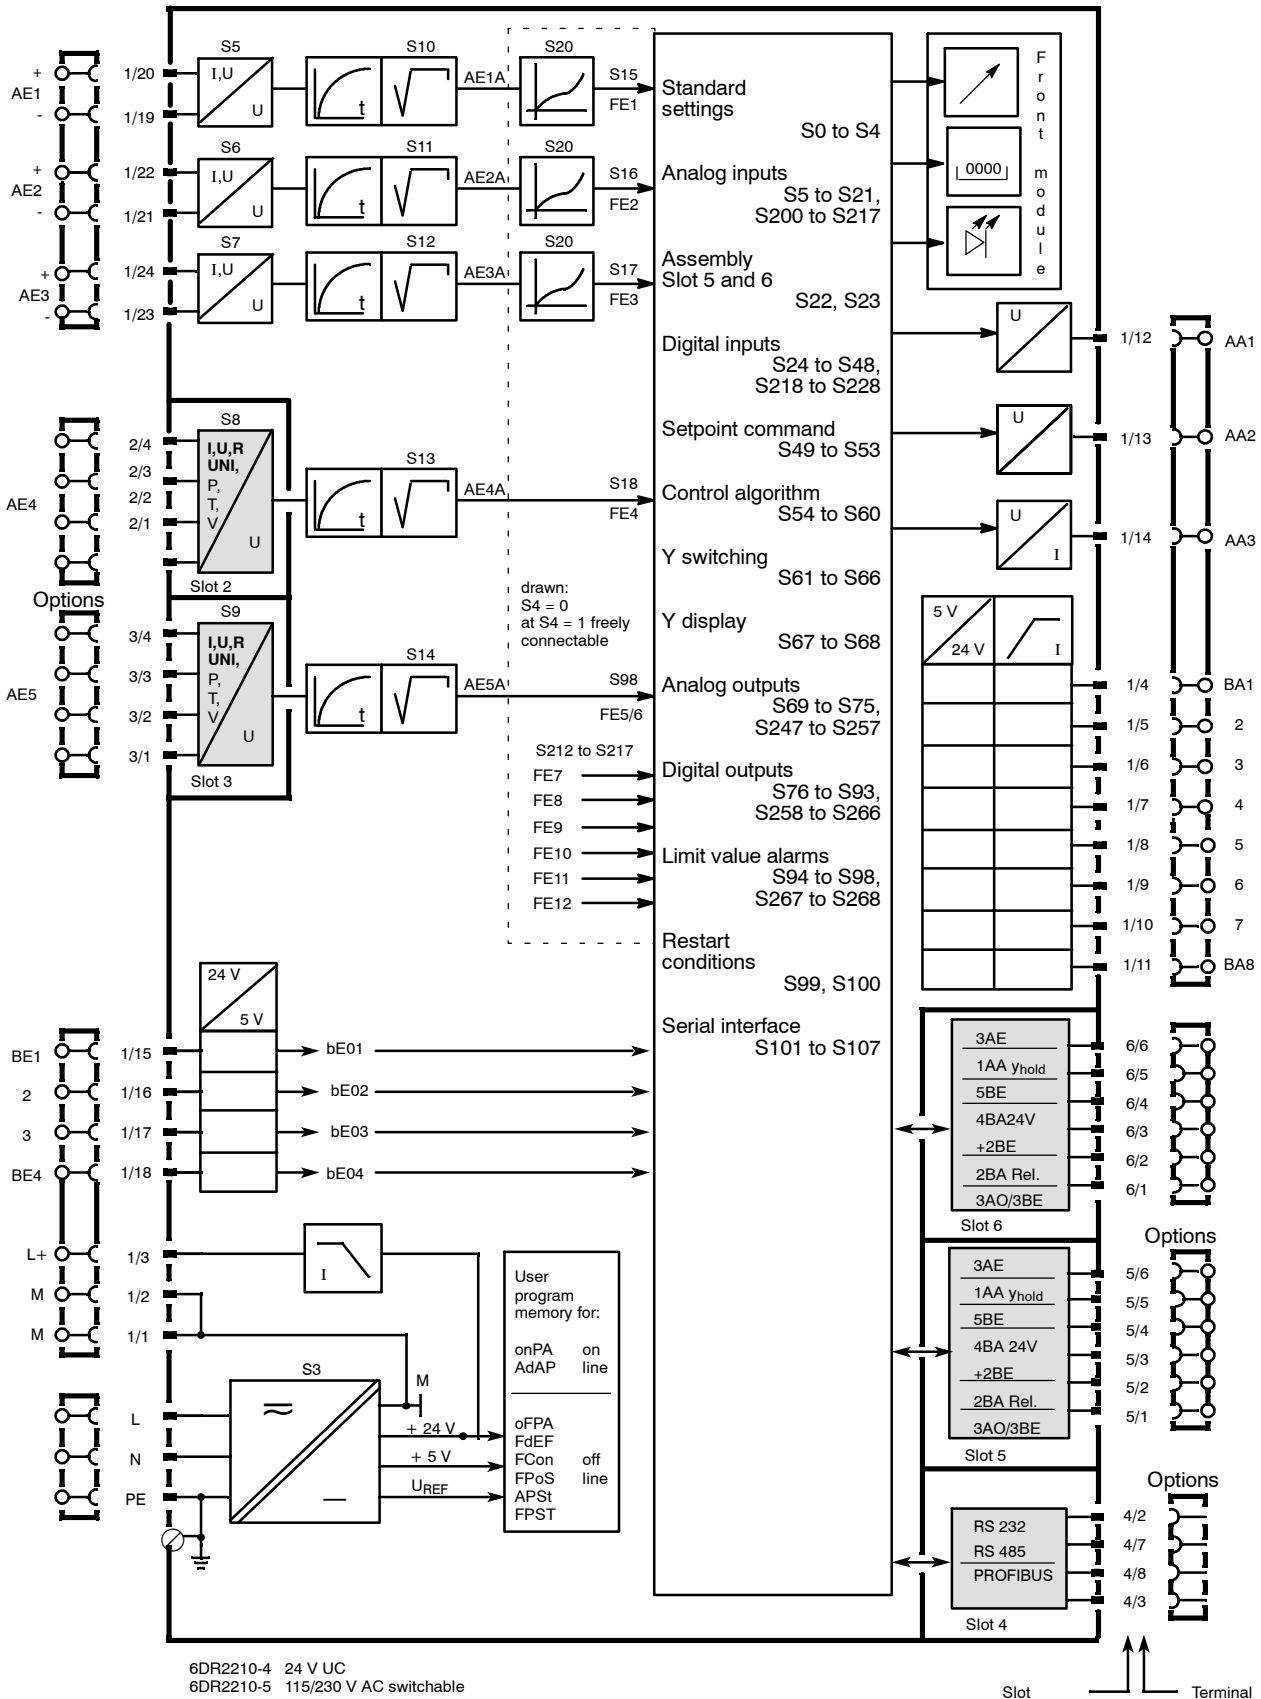 S5
S10
S20
+
AE1
-
1/20
1/19
I,U
U
t
√
AE1A
S15
FE1
S6
S11
S20
+
AE2
-
1/22
1/21
I,U
U
t
√
AE2A
S16
FE2
S7
S12
S20
+
AE3
-
1/24
1/23
I,U
U
t
√
AE3A
S17
FE3
S8
S13
AE4
2/4
2/3
2/2
2/1
I,U,R
UNI,
P,
T,
V
U
t
√
AE4A
S18
FE4
Slot 2
Options
S9
S14
AE5
3/4
3/3
3/2
3/1
I,U,R
UNI,
P,
T,
V
U
t
√
AE5A
S98
FE5/6
Slot 3
drawn:
S4 = 0
at S4 = 1 freely
connectable
S212 to S217
FE7
FE8
FE9
FE10
FE11
FE12
24 V
5 V
BE1 1/15 bE01
2 1/16 bE02
3 1/17 bE03
BE4 1/18 bE04
L+ 1/3
M 1/2
M 1/1
I
S3
L
N
PE
M
+ 24 V
+ 5 V
UREF
User
program
memory for:
onPA on
AdAP line
oFPA
FdEF
FCon off
FPoS line
APSt
FPST
Standard
settings
S0 to S4
Analog inputs
S5 to S21,
S200 to S217
Assembly
Slot 5 and 6
S22, S23
Digital inputs
S24 to S48,
S218 to S228
Setpoint command
S49 to S53
Control algorithm
S54 to S60
Y switching
S61 to S66
Y display
S67 to S68
Analog outputs
S69 to S75,
S247 to S257
Digital outputs
S76 to S93,
S258 to S266
Limit value alarms
S94 to S98,
S267 to S268
Restart
conditions
S99, S100
Serial interface
S101 to S107
Front module
0000
U
1/12 AA1
U
1/13 AA2
U
I
1/14 AA3
5 V
24 V
I
1/4 BA1
1/5 2
1/6 3
1/7 4
1/8 5
1/9 6
1/10 7
1/11 BA8
3AE
1AA yhold
5BE
4BA24V
+2BE
2BA Rel.
3AO/3BE
Slot 6
6/6
6/5
6/4
6/3
6/2
6/1
Options
3AE
1AA yhold
5BE
4BA 24V
+2BE
2BA Rel.
3AO/3BE
Slot 5
5/6
5/5
5/4
5/3
5/2
5/1
Options
RS 232
RS 485
PROFIBUS
Slot 4
4/2
4/7
4/8
4/3
6DR2210-4 24 V UC
6DR2210-5 115/230 V AC switchable
Slot
Terminal